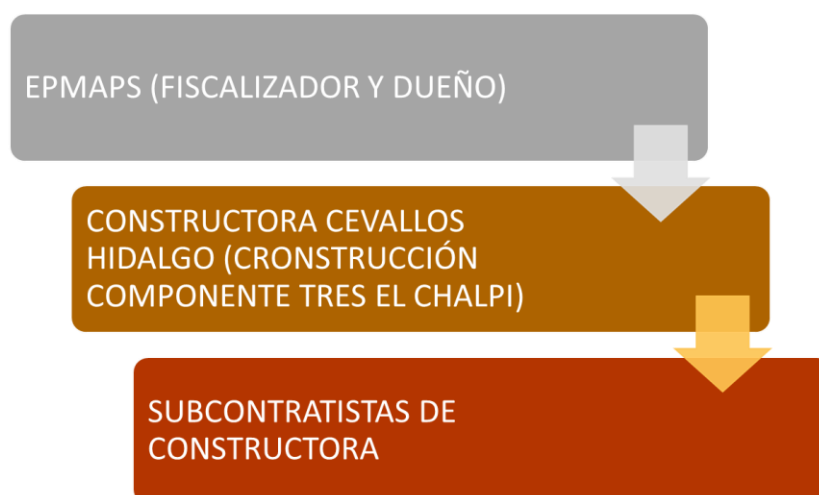 EPMAPS (FISCALIZADOR Y DUEÑO)
CONSTRUCTORA CEVALLOS
HIDALGO (CRONSTRUCCIÓN
COMPONENTE TRES EL CHALPI)
SUBCONTRATISTAS DE
CONSTRUCTORA